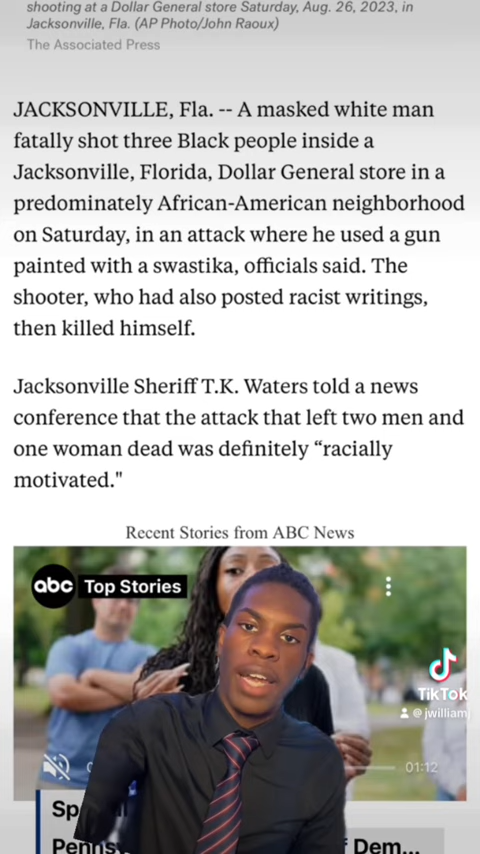 shooting at a Dollar General store Saturday, Aug. 26, 2023, in
Jacksonville, Fla. (AP Photo/John Raoux)
The Associated Press
JACKSONVILLE, Fla. -- A masked white man
fatally shot three Black people inside a
Jacksonville, Florida, Dollar General store in a
predominately African-American neighborhood
on Saturday, in an attack where he used a gun
painted with a swastika, officials said. The
shooter, who had also posted racist writings,
then killed himself.
Jacksonville Sheriff T.K. Waters told a news
conference that the attack that left two men and
one woman dead was definitely “racially
motivated."
Recent Stories from ABC News
abc Top Stories
TikTok
@jwilliam
01:12
Dem...